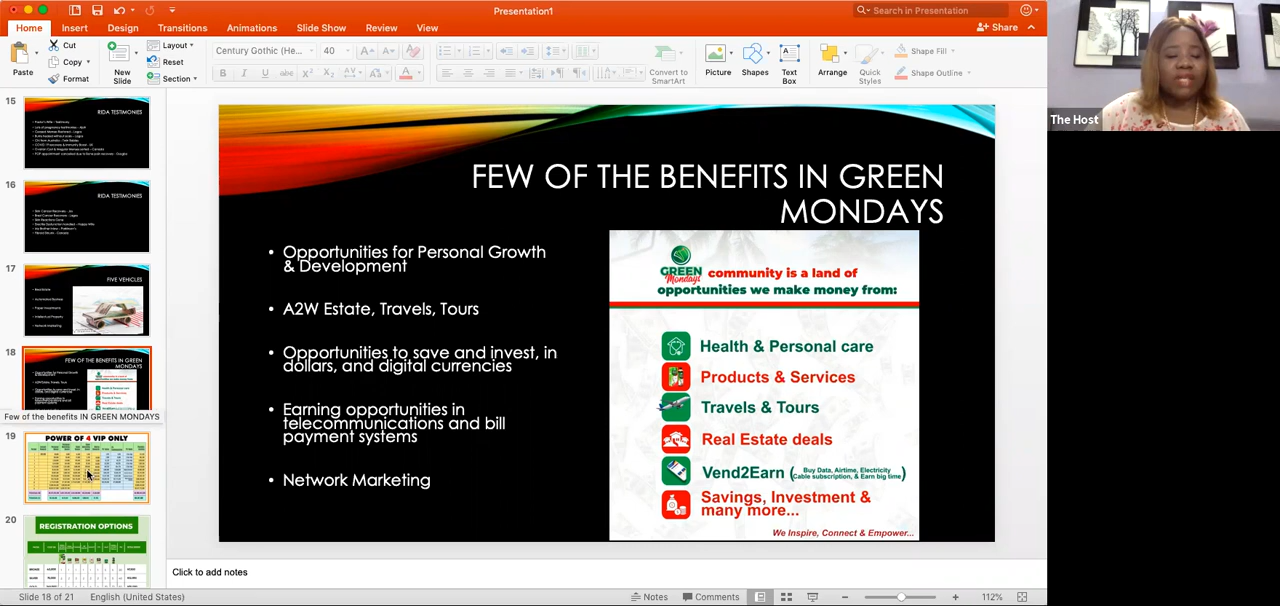 Presentation1
Search in Presentation
Home Insert Design Transitions Animations Slide Show Review View
Share
Paste
Cut
Copy
Format
New
Slide
Layout
Reset
Section
Century Gothic (He...
40
Convert to
SmartArt
Picture
Shapes
Text
Box
Arrange
Quick
Styles
Shape Fill
Shape Outline
The Host
15
RIDA TESTIMONIES
16
RIDA TESTIMONIES
17
FIVE VEHICLES
18
FEW OF THE BENEFITS IN GREEN
MONDAYS
Few of the benefits IN GREEN MONDAYS
19
POWER OF 4 VIP ONLY
20
REGISTRATION OPTIONS
FEW OF THE BENEFITS IN GREEN
MONDAYS
• Opportunities for Personal Growth
& Development
• A2W Estate, Travels, Tours
• Opportunities to save and invest, in
dollars, and digital currencies
• Earning opportunities in
telecommunications and bill
payment systems
• Network Marketing
GREEN
Mondays
community is a land of
opportunities we make money from:
Health & Personal care
Products & Services
Travels & Tours
Real Estate deals
Vend2Earn (Buy Data, Airtime, Electricity
Cable subscription, & Earn big time)
Savings, Investment &
many more...
We Inspire, Connect & Empower...
Click to add notes
Slide 18 of 21
English (United States)
Notes
Comments
112%